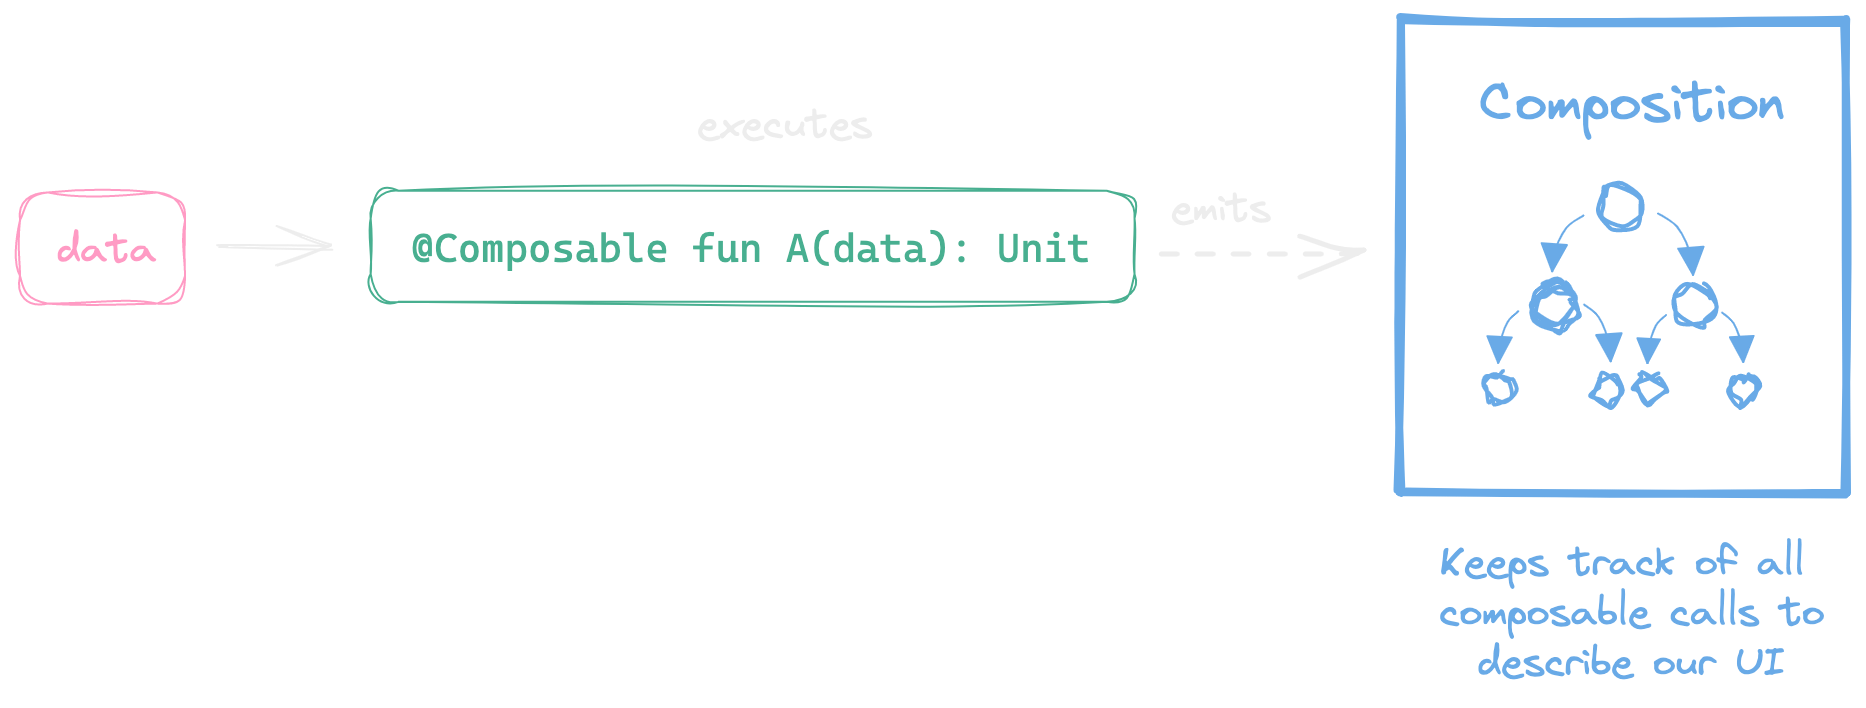 executes
data
@Composable fun A(data): Unit
emits
Composition
Keeps track of all
composable calls to
describe our UI